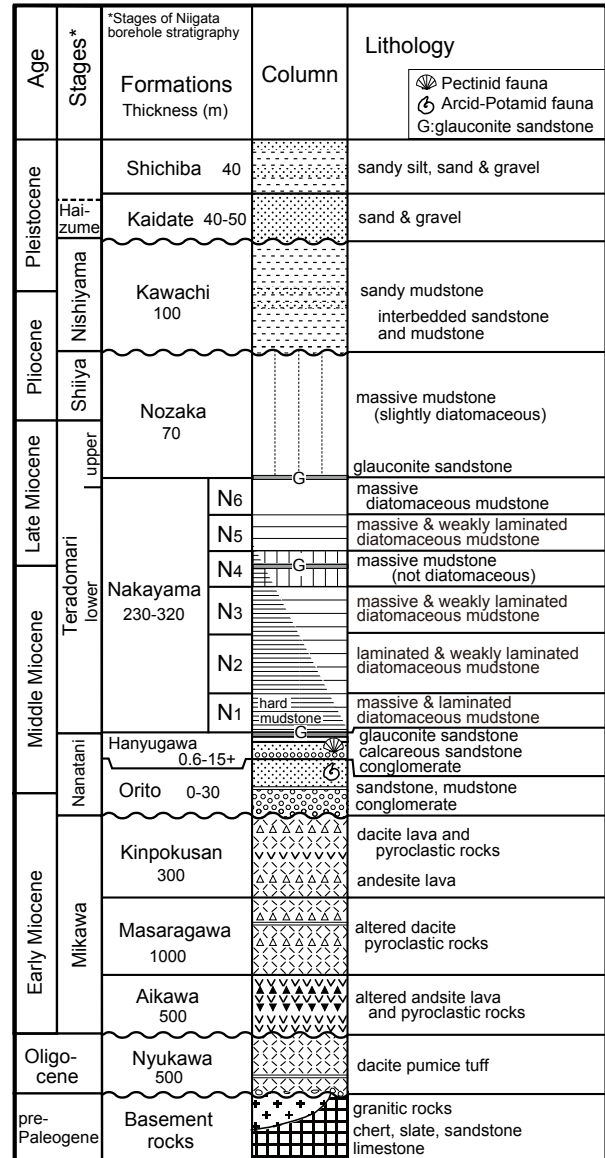 Age
Stages*
*Stages of Niigata
borehole stratigraphy
Formations
Thickness (m)
Column
Lithology
Pectinid fauna
Arcid-Potamid fauna
G:glauconite sandstone
Pleistocene
Pliocene
Late Miocene
Middle Miocene
Early Miocene
Oligo-
cene
pre-
Paleogene
Hai-
zume
Nishiyama
Shiiya
upper
Teradomari
lower
Nanatani
Mikawa
Shichiba 40
sandy silt, sand & gravel
Kaidate 40-50
sand & gravel
Kawachi
100
sandy mudstone
interbedded sandstone
and mudstone
Nozaka
70
massive mudstone
(slightly diatomaceous)
G
glauconite sandstone
Nakayama
230-320
N6
massive
diatomaceous mudstone
N5
massive & weakly laminated
diatomaceous mudstone
N4
G
massive mudstone
(not diatomaceous)
N3
massive & weakly laminated
diatomaceous mudstone
N2
laminated & weakly laminated
diatomaceous mudstone
N1
hard
mudstone
massive & laminated
diatomaceous mudstone
G
Hanyugawa
0.6-15+
glauconite sandstone
calcareous sandstone
conglomerate
Orito 0-30
sandstone, mudstone
conglomerate
Kinpokusan
300
dacite lava and
pyroclastic rocks
andesite lava
Masaragawa
1000
altered dacite
pyroclastic rocks
Aikawa
500
altered andsite lava
and pyroclastic rocks
Nyukawa
500
dacite pumice tuff
Basement
rocks
granitic rocks
chert, slate, sandstone
limestone